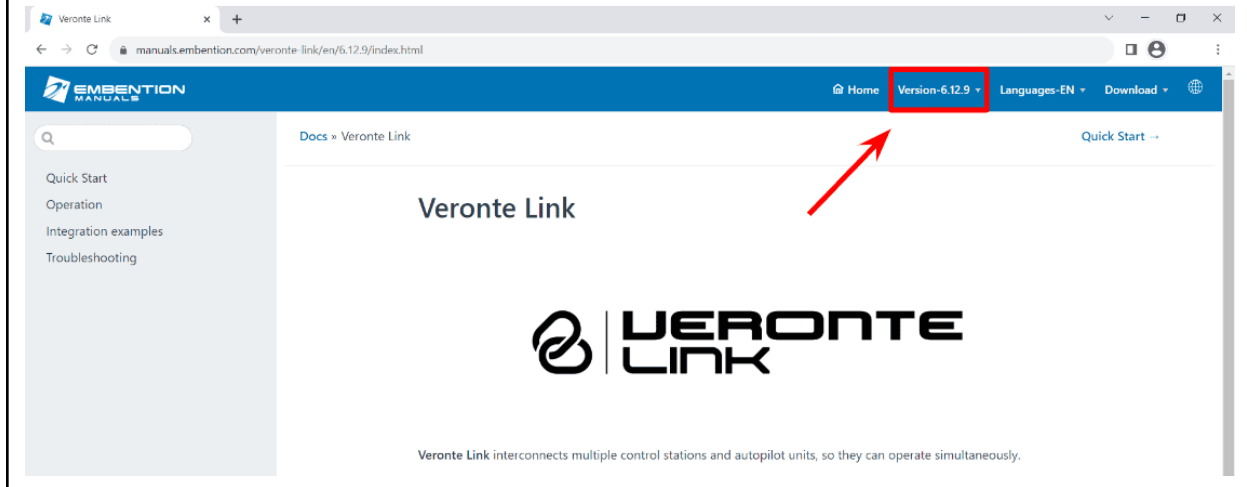 Veronte Link
manuals.embention.com/veronte-link/en/6.12.9/index.html
EMBENTION
MANUALS
Home Version-6.12.9 Languages-EN Download
Docs » Veronte Link
Quick Start →
Quick Start
Operation
Integration examples
Troubleshooting
Veronte Link
VERONTE
LINK
Veronte Link interconnects multiple control stations and autopilot units, so they can operate simultaneously.